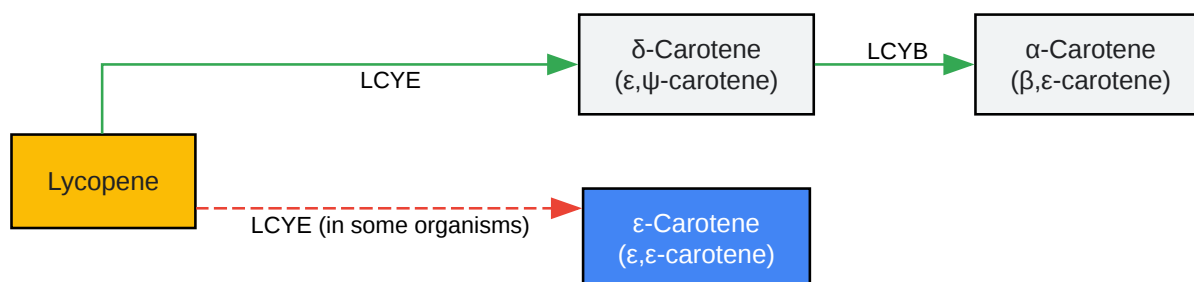 δ-Carotene
(ε,ψ-carotene)
LCYB
α-Carotene
(β,ε-carotene)
LCYE
Lycopene
LCYE (in some organisms)
ε-Carotene
(ε,ε-carotene)